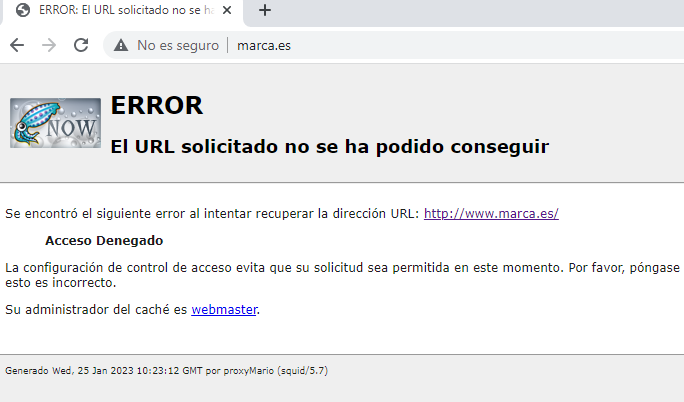 ERROR: El URL solicitado no se ha
No es seguro
marca.es
NOW
ERROR
El URL solicitado no se ha podido conseguir
Se encontró el siguiente error al intentar recuperar la dirección URL: http://www.marca.es/
Acceso Denegado
La configuración de control de acceso evita que su solicitud sea permitida en este momento. Por favor, póngase
esto es incorrecto.
Su administrador del caché es webmaster.
Generado Wed, 25 Jan 2023 10:23:12 GMT por proxyMario (squid/5.7)